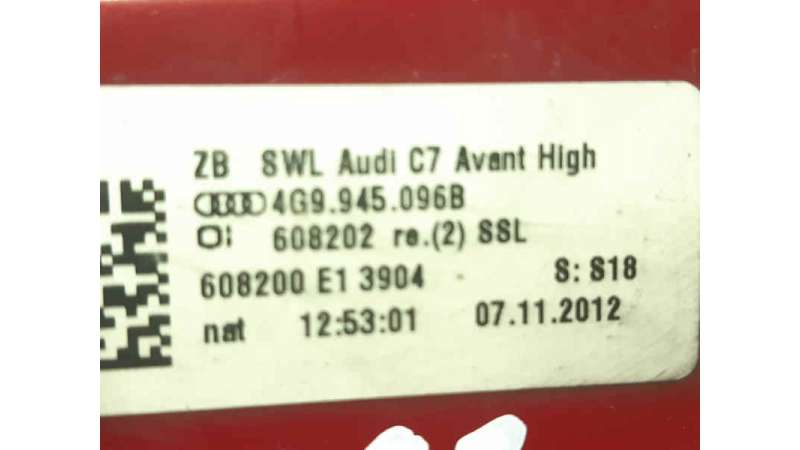 ZB SWL Audi C7 Avant High
4G9.945.096B
608202 re.(2) SSL
608200 E1 3904 S: S18
nat 12:53:01 07.11.2012